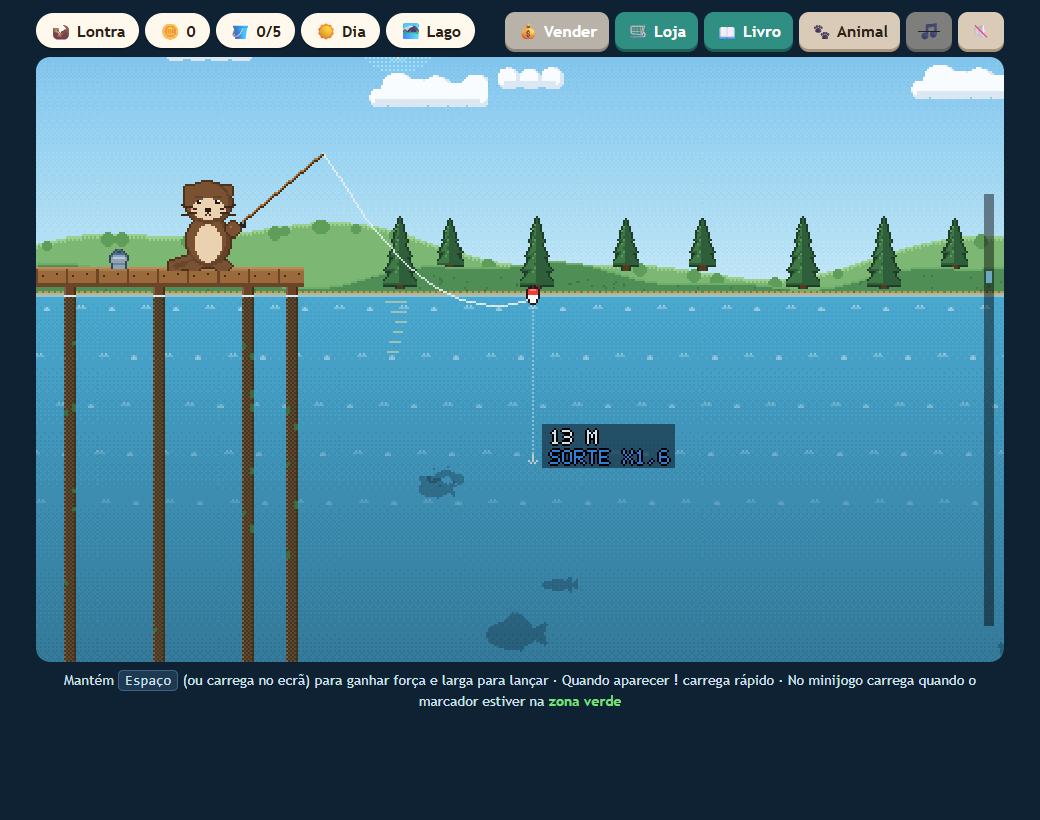 Lontra 0 0/5 Dia Lago Vender Loja Livro Animal
13 M
SORTE X1,6
Mantém Espaço (ou carrega no ecrã) para ganhar força e larga para lançar · Quando aparecer ! carrega rápido · No minijogo carrega quando o
marcador estiver na zona verde